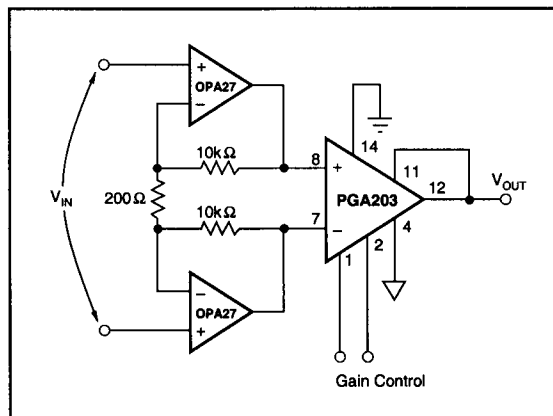 +
OPA27
−
10kΩ
8
+
14
11
V_IN
200Ω
PGA203
12
V_OUT
10kΩ
7
−
4
2
1
−
OPA27
+
Gain Control